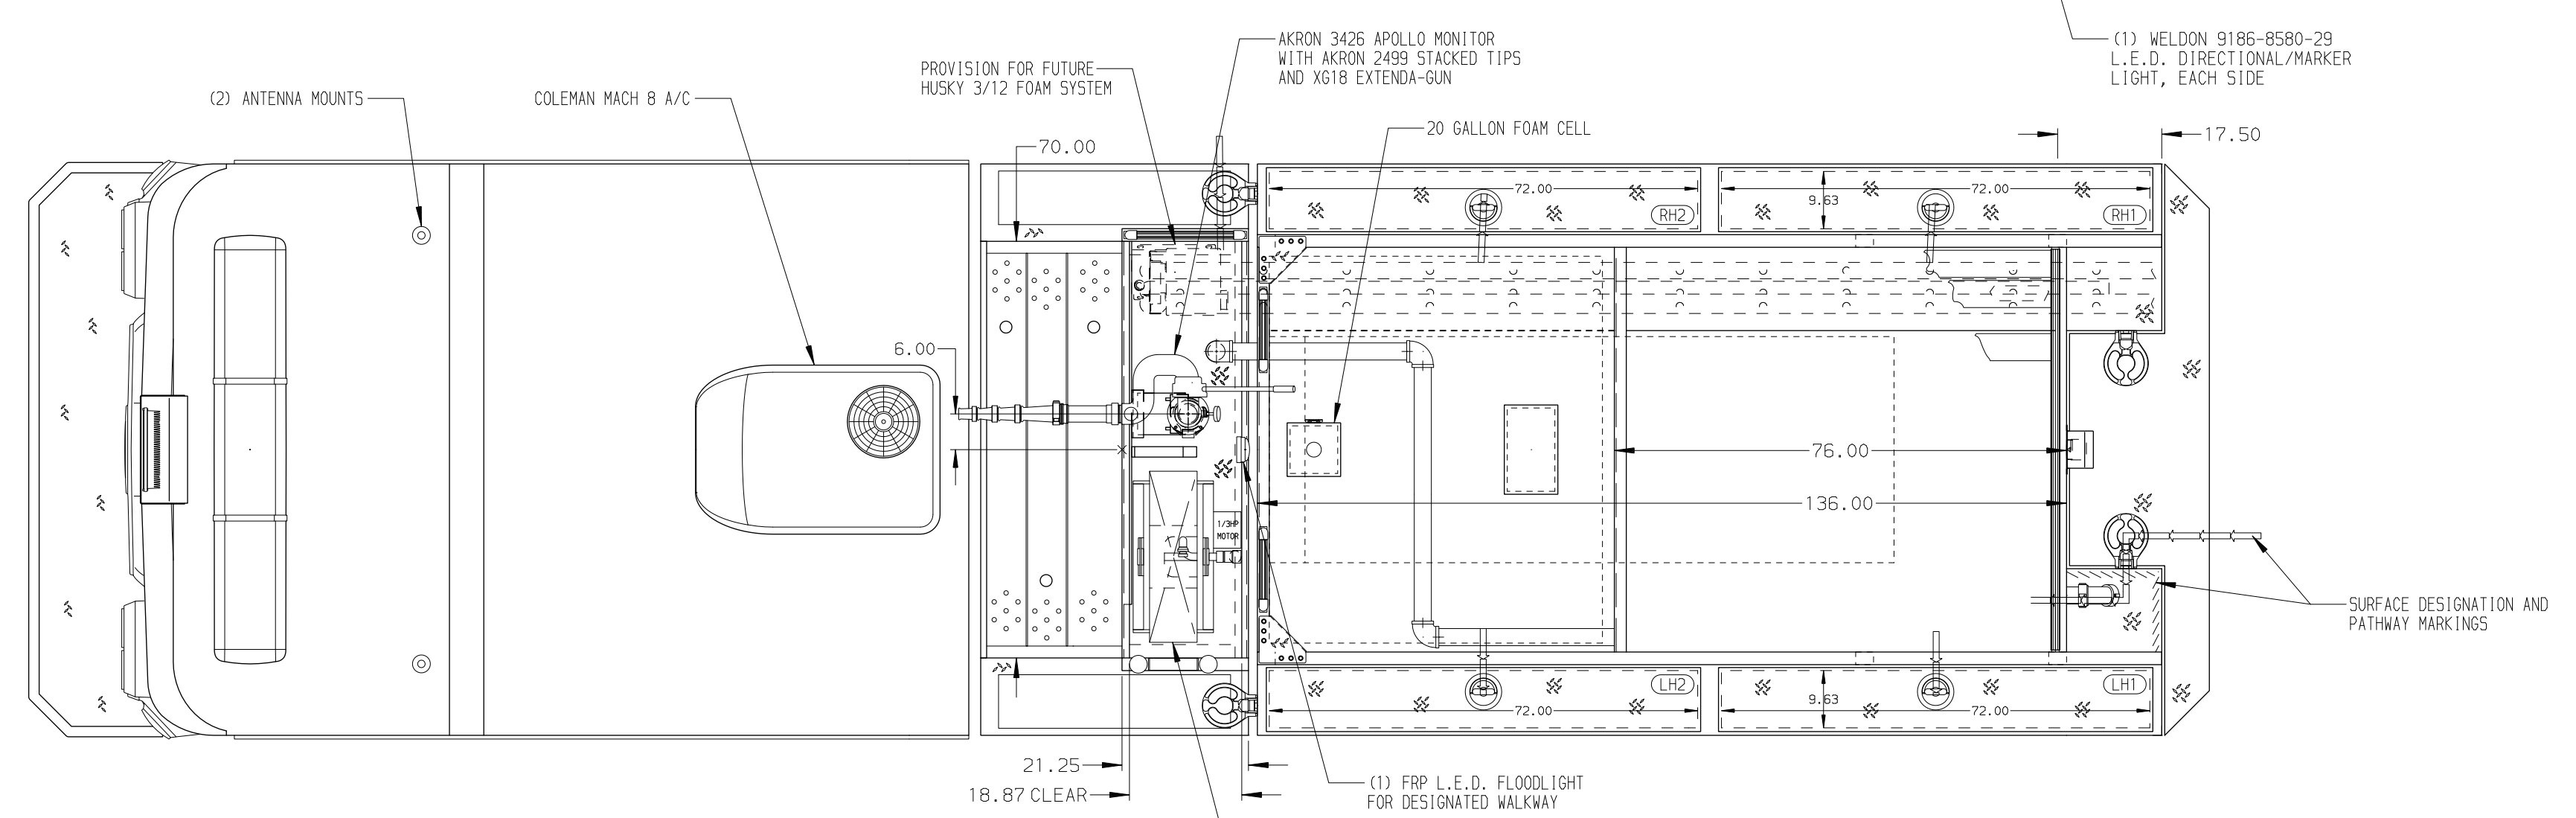 AKRON 3426 APOLLO MONITOR
WITH AKRON 2499 STACKED TIPS
AND XG18 EXTENDA-GUN
(1) WELDON 9186-8580-29
L.E.D. DIRECTIONAL/MARKER
LIGHT, EACH SIDE
PROVISION FOR FUTURE
HUSKY 3/12 FOAM SYSTEM
(2) ANTENNA MOUNTS
COLEMAN MACH 8 A/C
20 GALLON FOAM CELL
17.50
70.00
72.00
72.00
9.63
RH2
RH1
6.00
76.00
136.00
1/3HP
MOTOR
SURFACE DESIGNATION AND
PATHWAY MARKINGS
LH2
LH1
9.63
72.00
72.00
21.25
18.87 CLEAR
(1) FRP L.E.D. FLOODLIGHT
FOR DESIGNATED WALKWAY